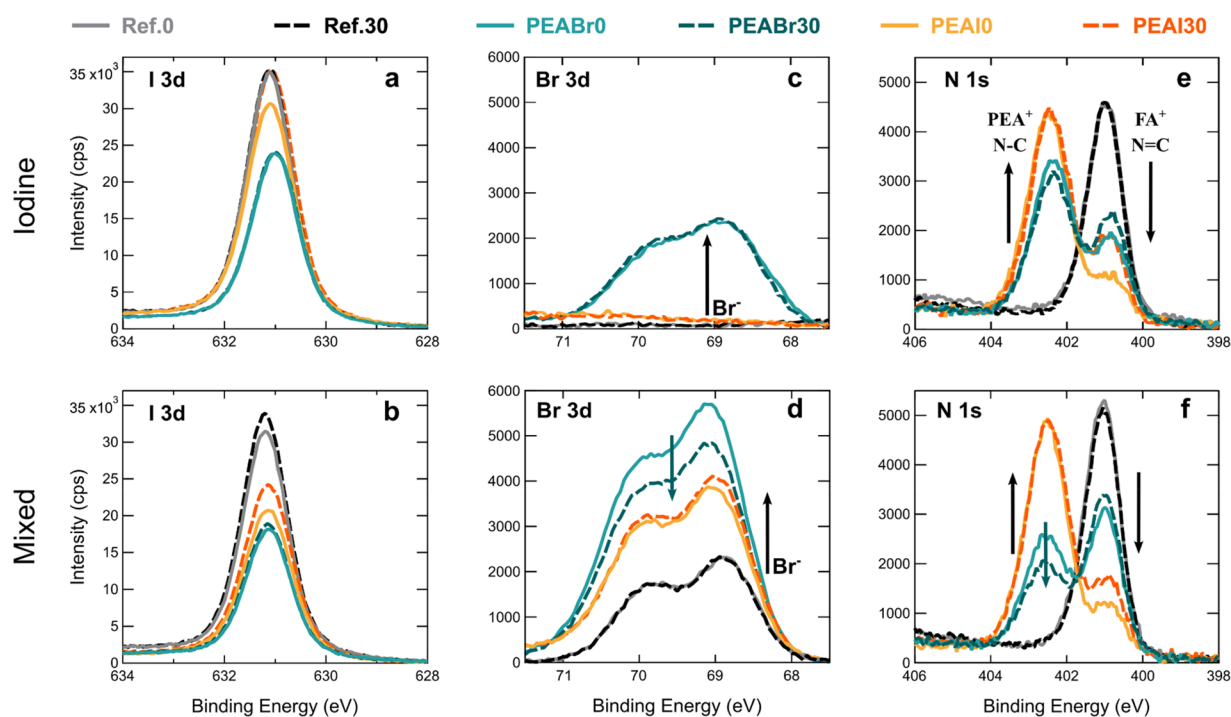 Ref.0 Ref.30 PEABr0 PEABr30 PEAI0 PEAI30
Iodine
I 3d a
35 x10³
30
25
20
15
10
5
0
Intensity (cps)
634 632 630 628
Br 3d c
6000
5000
4000
3000
2000
1000
0
Br⁻
71 70 69 68
N 1s e
5000
4000
3000
2000
1000
0
PEA⁺
N-C
FA⁺
N=C
406 404 402 400 398
Mixed
I 3d b
35 x10³
30
25
20
15
10
5
0
Intensity (cps)
634 632 630 628
Binding Energy (eV)
Br 3d d
6000
5000
4000
3000
2000
1000
0
Br⁻
71 70 69 68
Binding Energy (eV)
N 1s f
5000
4000
3000
2000
1000
0
406 404 402 400 398
Binding Energy (eV)